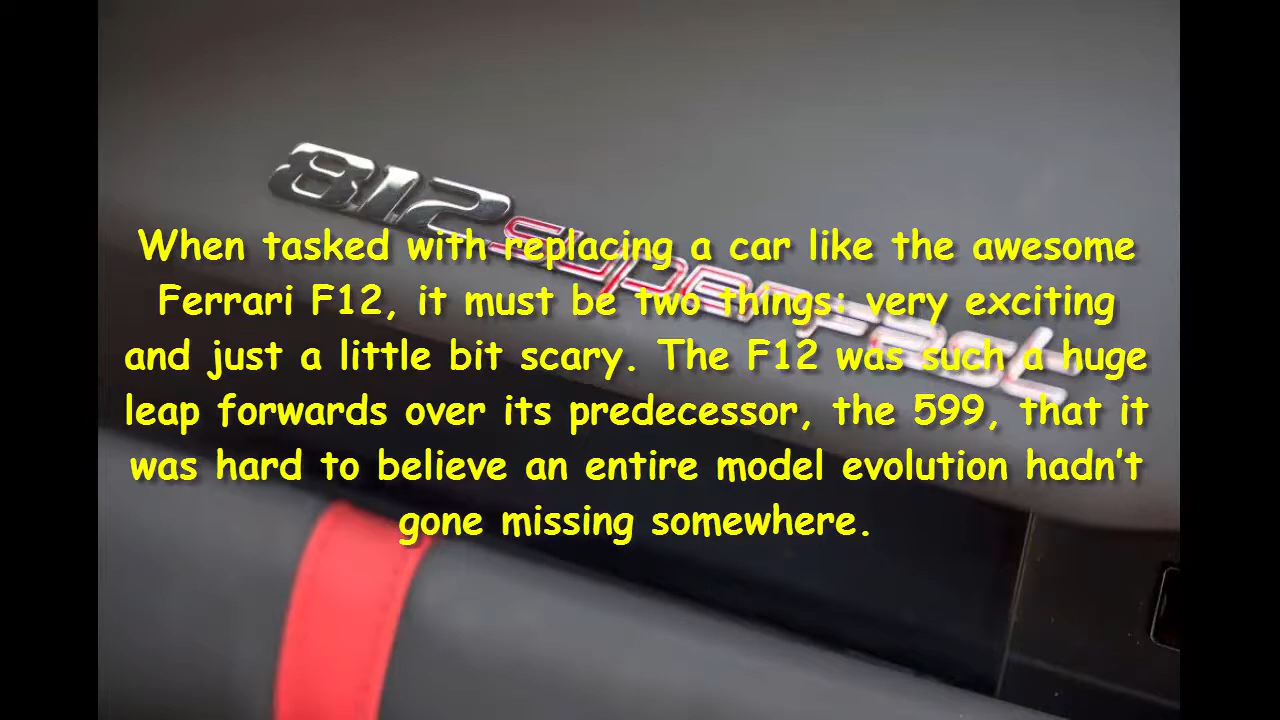 812 superfast
When tasked with replacing a car like the awesome
Ferrari F12, it must be two things: very exciting
and just a little bit scary. The F12 was such a huge
leap forwards over its predecessor, the 599, that it
was hard to believe an entire model evolution hadn't
gone missing somewhere.